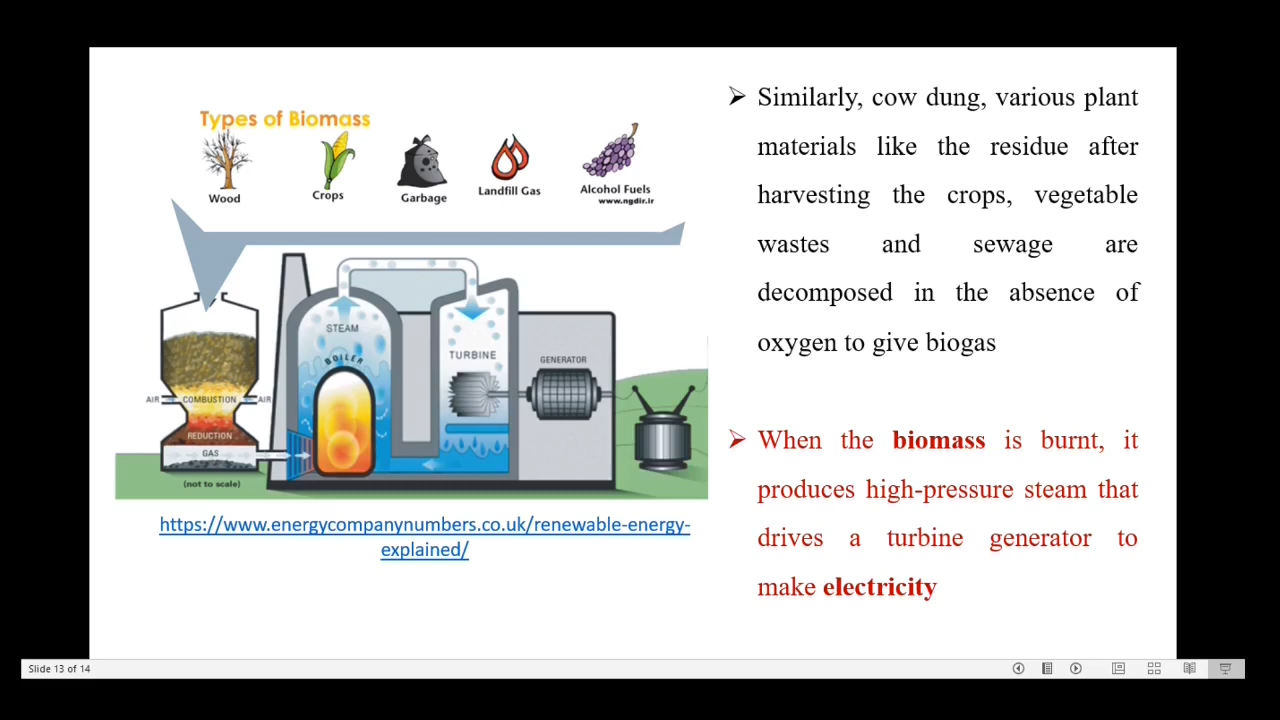 Types of Biomass
Wood
Crops
Garbage
Landfill Gas
Alcohol Fuels
www.ngdir.ir
STEAM
BOILER
TURBINE
GENERATOR
AIR
COMBUSTION
AIR
REDUCTION
GAS
(not to scale)
https://www.energycompanynumbers.co.uk/renewable-energy-
explained/
➢ Similarly, cow dung, various plant
materials like the residue after
harvesting the crops, vegetable
wastes and sewage are
decomposed in the absence of
oxygen to give biogas
➢ When the biomass is burnt, it
produces high-pressure steam that
drives a turbine generator to
make electricity
Slide 13 of 14